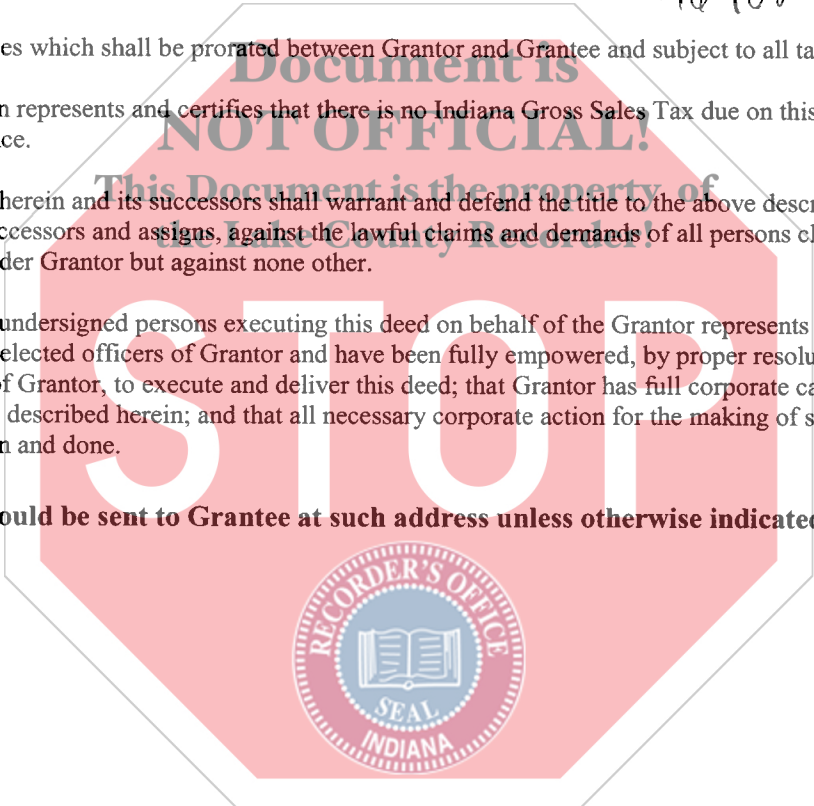 es which shall be prorated between Grantor and Grantee and subject to all ta
Document is
n represents and certifies that there is no Indiana Gross Sales Tax due on this
NOT OFFICIAL!
ce.
This Document is the property of
herein and its successors shall warrant and defend the title to the above descr
the Lake County Recorder!
ccessors and assigns, against the lawful claims and demands of all persons cl
der Grantor but against none other.
undersigned persons executing this deed on behalf of the Grantor represents
elected officers of Grantor and have been fully empowered, by proper resolu
of Grantor, to execute and deliver this deed; that Grantor has full corporate ca
described herein; and that all necessary corporate action for the making of s
n and done.
STOP
ould be sent to Grantee at such address unless otherwise indicated
RECORDER'S OFFICE
SEAL
INDIANA